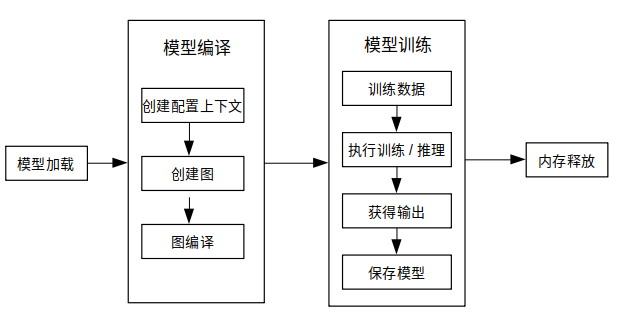 模型加载
模型编译
创建配置上下文
创建图
图编译
模型训练
训练数据
执行训练 / 推理
获得输出
保存模型
内存释放